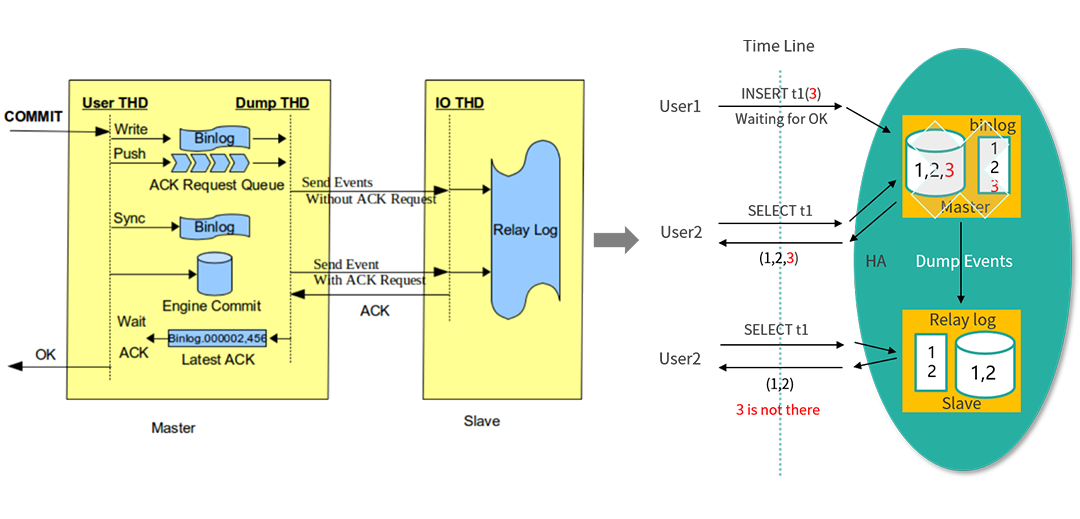 COMMIT
OK
User THD
Dump THD
Write
Binlog
Push
ACK Request Queue
Sync
Binlog
Engine Commit
Wait
ACK
Binlog.000002,456
Latest ACK
Master
Send Events
Without ACK Request
Send Event
With ACK Request
ACK
IO THD
Relay Log
Slave
Time Line
User1
INSERT t1(3)
Waiting for OK
User2
SELECT t1
(1,2,3)
User2
SELECT t1
(1,2)
3 is not there
HA
binlog
1,2,3
1
2
3
Master
Dump Events
Relay log
1
2
1,2
Slave